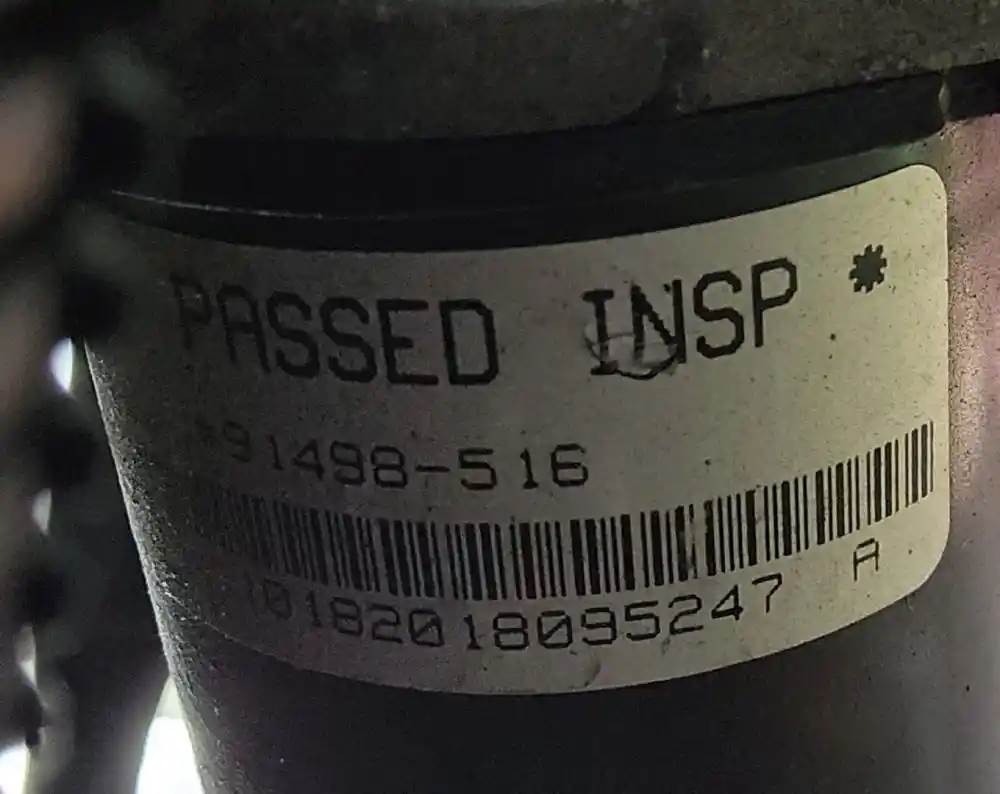 PASSED INSP *
*91498-516
10182018095247 A